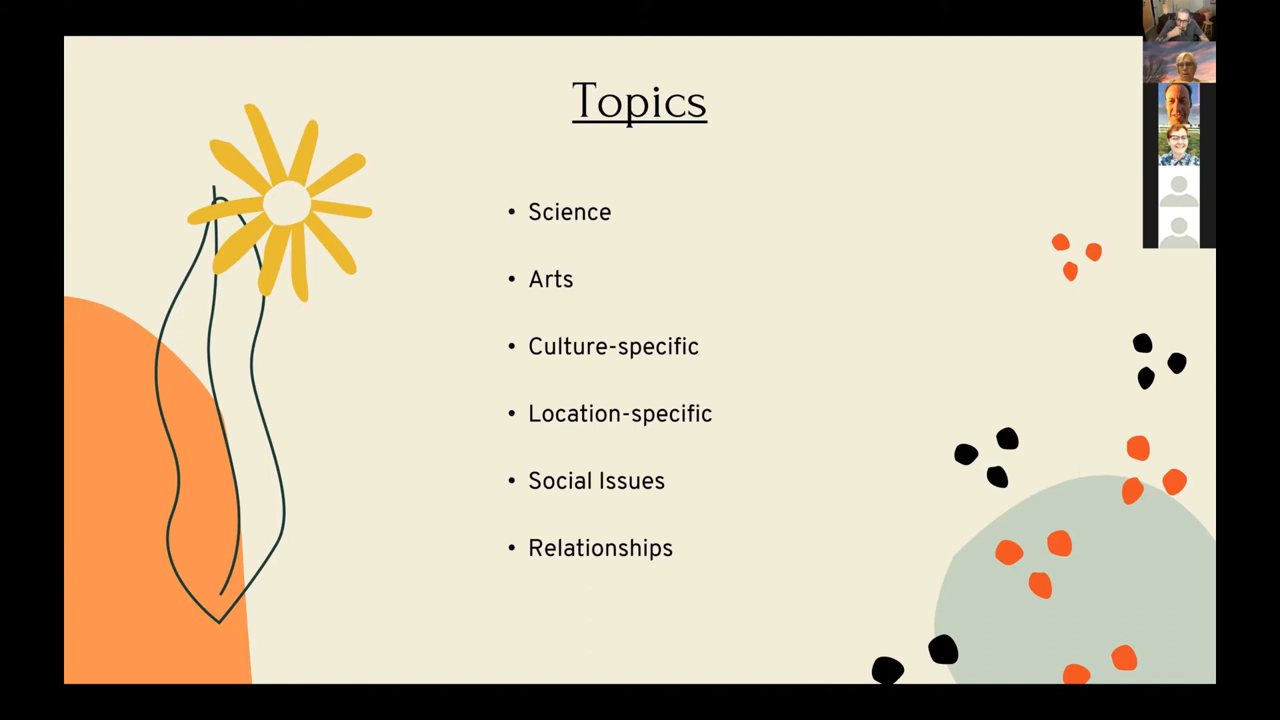 Topics
• Science
• Arts
• Culture-specific
• Location-specific
• Social Issues
• Relationships